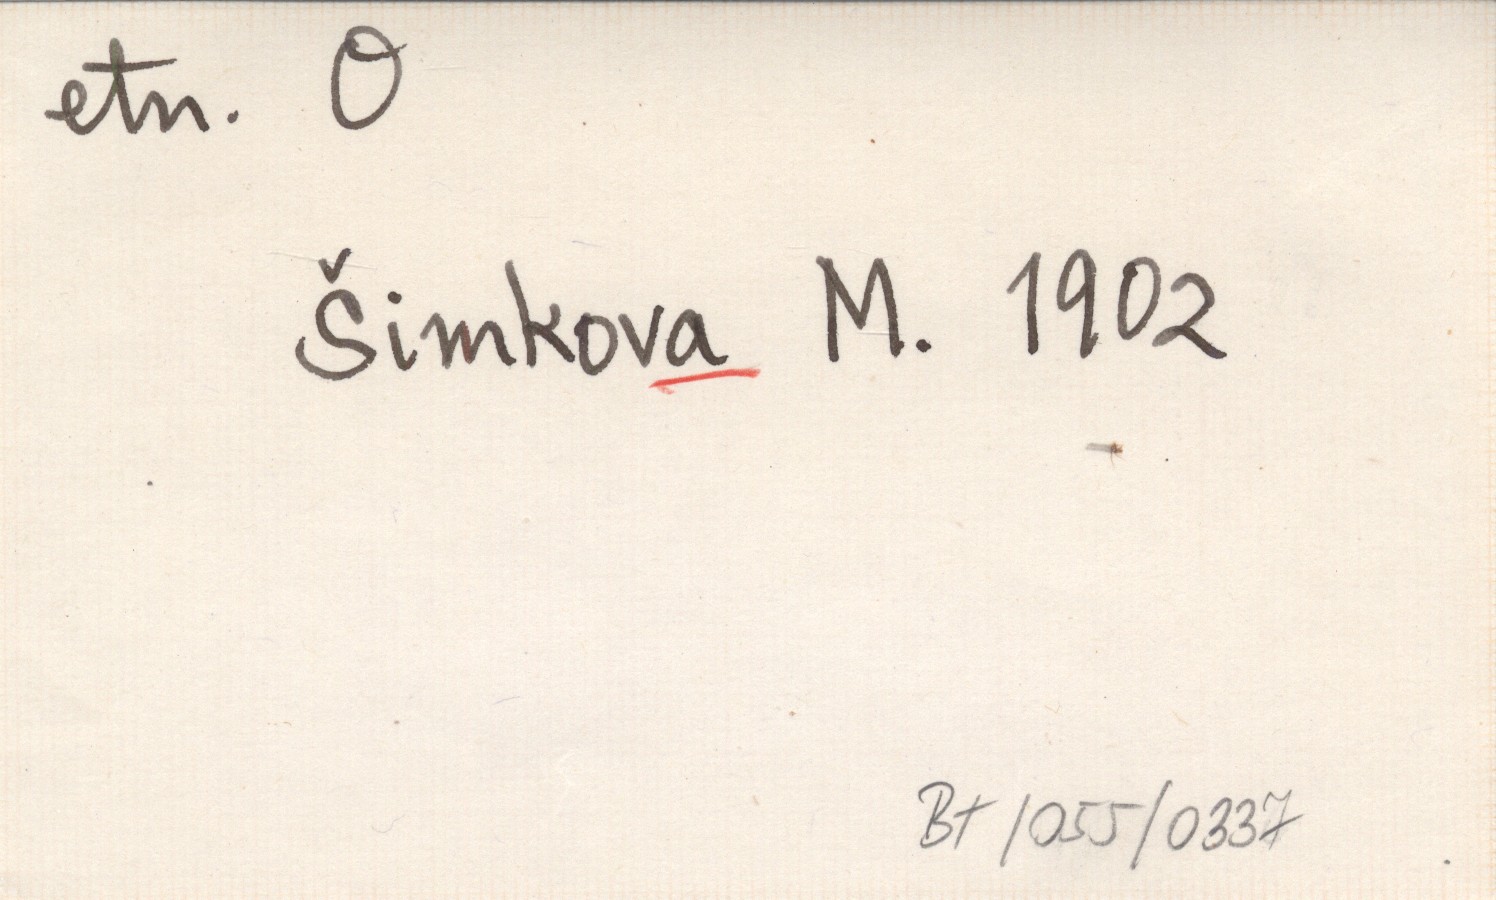 etn. O
Šimkova M. 1902
Bt/055/0337